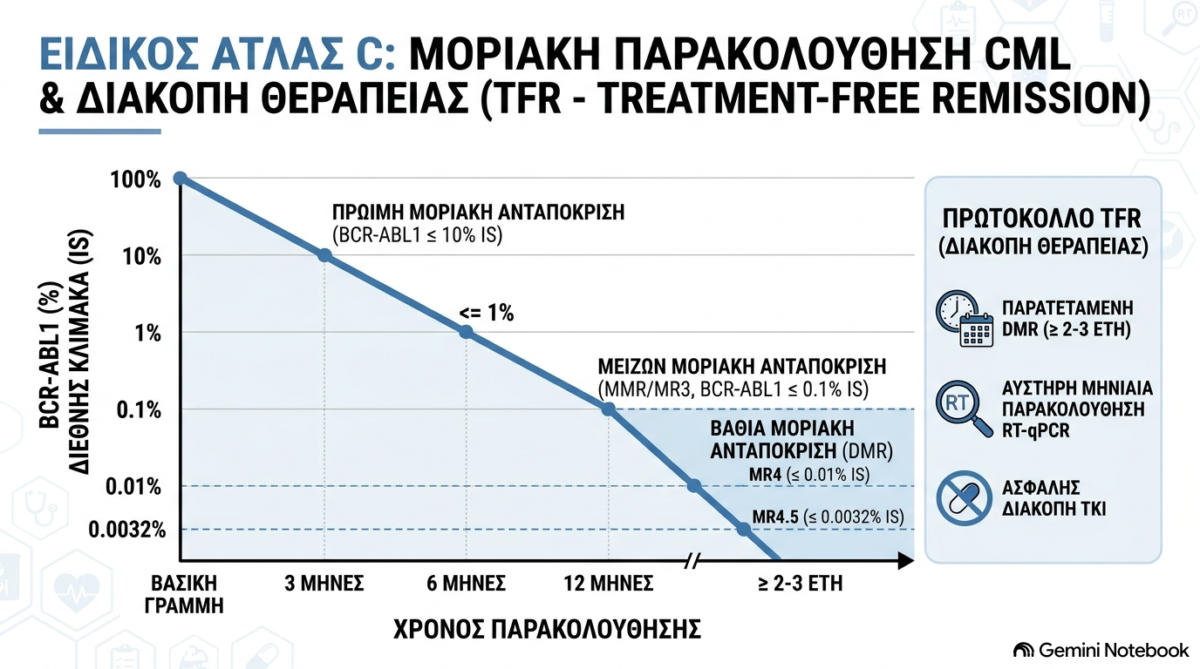 ΕΙΔΙΚΟΣ ΑΤΛΑΣ C: ΜΟΡΙΑΚΗ ΠΑΡΑΚΟΛΟΥΘΗΣΗ CML
& ΔΙΑΚΟΠΗ ΘΕΡΑΠΕΙΑΣ (TFR - TREATMENT-FREE REMISSION)
BCR-ABL1 (%)
ΔΙΕΘΝΗΣ ΚΛΙΜΑΚΑ (IS)
100%
10%
1%
0.1%
0.01%
0.0032%
ΠΡΩΙΜΗ ΜΟΡΙΑΚΗ ΑΝΤΑΠΟΚΡΙΣΗ
(BCR-ABL1 ≤ 10% IS)
<= 1%
ΜΕΙΖΩΝ ΜΟΡΙΑΚΗ ΑΝΤΑΠΟΚΡΙΣΗ
(MMR/MR3, BCR-ABL1 ≤ 0.1% IS)
ΒΑΘΙΑ ΜΟΡΙΑΚΗ
ΑΝΤΑΠΟΚΡΙΣΗ (DMR)
MR4 (≤ 0.01% IS)
MR4.5 (≤ 0.0032% IS)
ΒΑΣΙΚΗ
ΓΡΑΜΜΗ
3 ΜΗΝΕΣ
6 ΜΗΝΕΣ
12 ΜΗΝΕΣ
≥ 2-3 ΕΤΗ
ΧΡΟΝΟΣ ΠΑΡΑΚΟΛΟΥΘΗΣΗΣ
ΠΡΩΤΟΚΟΛΛΟ TFR
(ΔΙΑΚΟΠΗ ΘΕΡΑΠΕΙΑΣ)
ΠΑΡΑΤΕΤΑΜΕΝΗ
DMR (≥ 2-3 ΕΤΗ)
RT
ΑΥΣΤΗΡΗ ΜΗΝΙΑΙΑ
ΠΑΡΑΚΟΛΟΥΘΗΣΗ
RT-qPCR
ΑΣΦΑΛΗΣ
ΔΙΑΚΟΠΗ ΤΚΙ
RT
Gemini Notebook